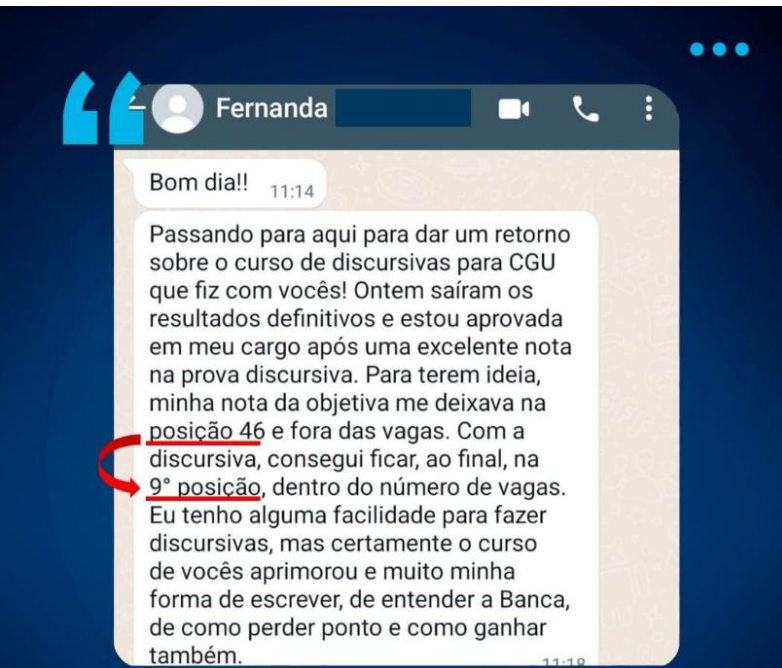 Fernanda
Bom dia!!
11:14
Passando para aqui para dar um retorno
sobre o curso de discursivas para CGU
que fiz com vocês! Ontem saíram os
resultados definitivos e estou aprovada
em meu cargo após uma excelente nota
na prova discursiva. Para terem ideia,
minha nota da objetiva me deixava na
posição 46 e fora das vagas. Com a
discursiva, consegui ficar, ao final, na
9° posição, dentro do número de vagas.
Eu tenho alguma facilidade para fazer
discursivas, mas certamente o curso
de vocês aprimorou e muito minha
forma de escrever, de entender a Banca,
de como perder ponto e como ganhar
também.
11:18